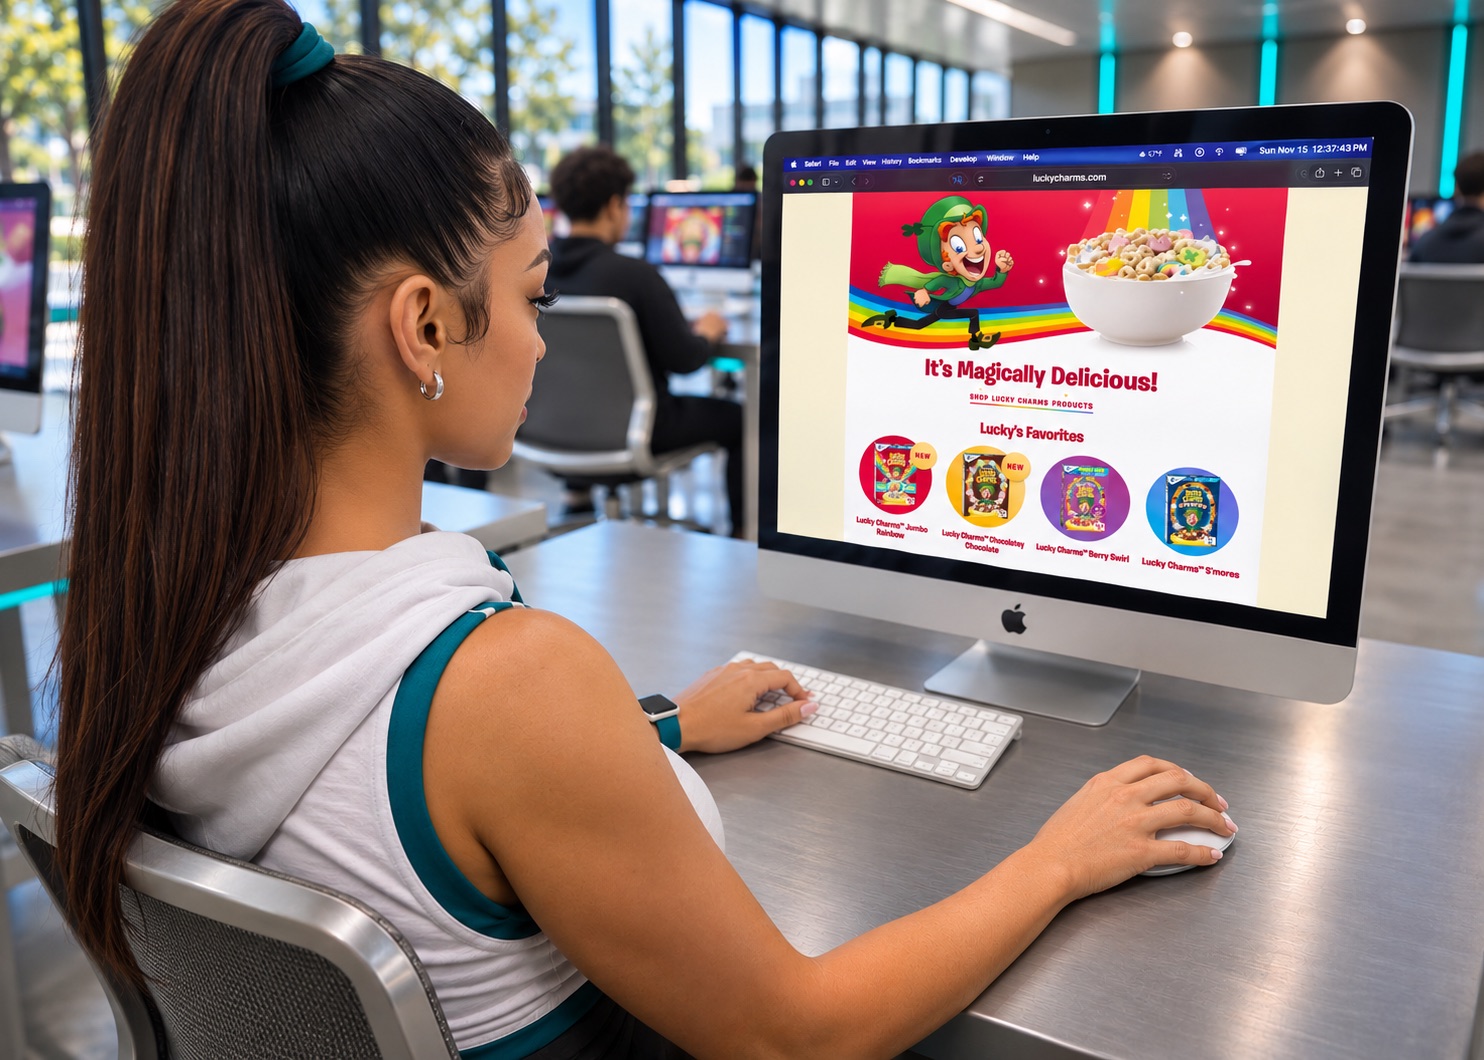 Safari File Edit View History Bookmarks Develop Window Help
Sun Nov 15 12:37:43 PM
luckycharms.com
It's Magically Delicious!
SHOP LUCKY CHARMS PRODUCTS
Lucky's Favorites
NEW
NEW
Lucky Charms™ Jumbo
Rainbow
Lucky Charms™ Chocolatey
Chocolate
Lucky Charms™ Berry Swirl
Lucky Charms™ S'mores